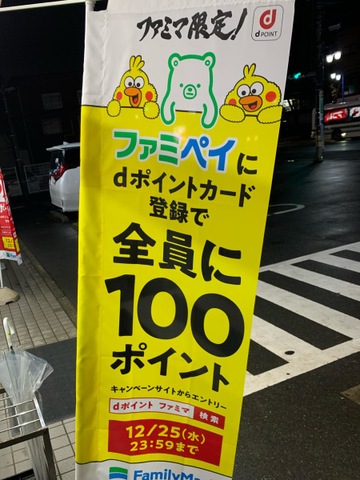 ファミマ限定!
d POINT
ファミペイに
dポイントカード
登録で
全員に
100
ポイント
キャンペーンサイトからエントリー
dポイント ファミマ 検索
12/25(水)
23:59まで
FamilyMa